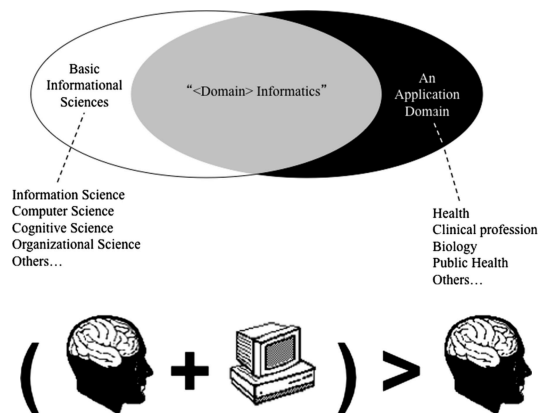 Basic
Informational
Sciences
“<Domain> Informatics”
An
Application
Domain
Information Science
Computer Science
Cognitive Science
Organizational Science
Others…
Health
Clinical profession
Biology
Public Health
Others…
( + ) >